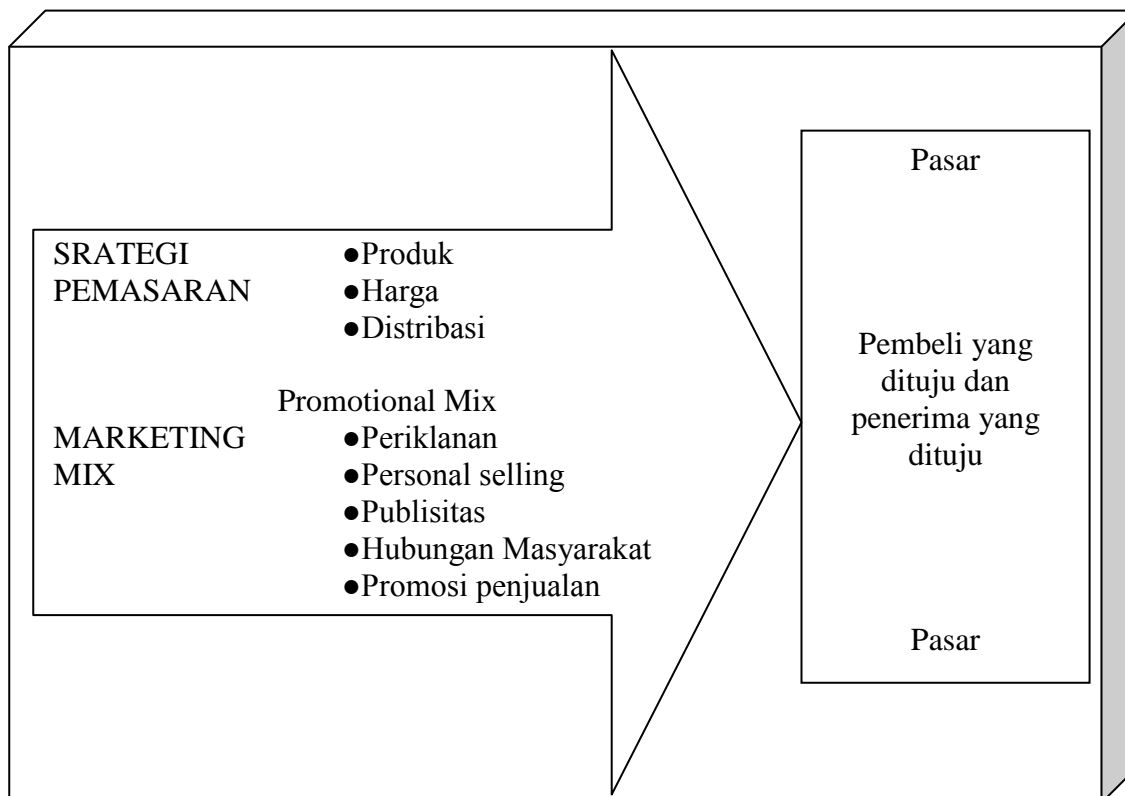 Pasar
SRATEGI ●Produk
PEMASARAN ●Harga
●Distribasi
Pembeli yang
dituju dan
penerima yang
dituju
Promotional Mix
MARKETING ●Periklanan
MIX ●Personal selling
●Publisitas
●Hubungan Masyarakat
●Promosi penjualan
Pasar